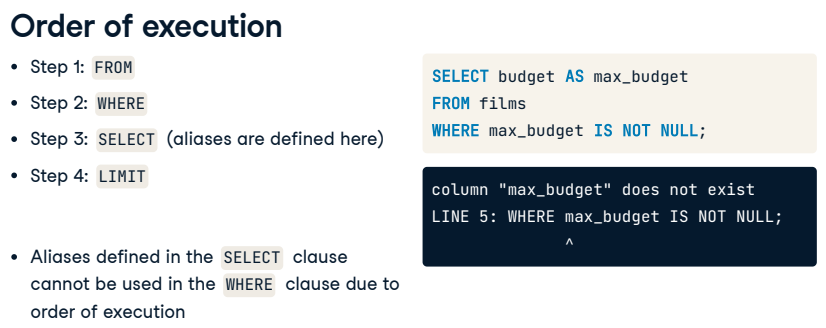 Order of execution
• Step 1: FROM
• Step 2: WHERE
• Step 3: SELECT (aliases are defined here)
• Step 4: LIMIT
• Aliases defined in the SELECT clause
cannot be used in the WHERE clause due to
order of execution
SELECT budget AS max_budget
FROM films
WHERE max_budget IS NOT NULL;
column "max_budget" does not exist
LINE 5: WHERE max_budget IS NOT NULL;
^